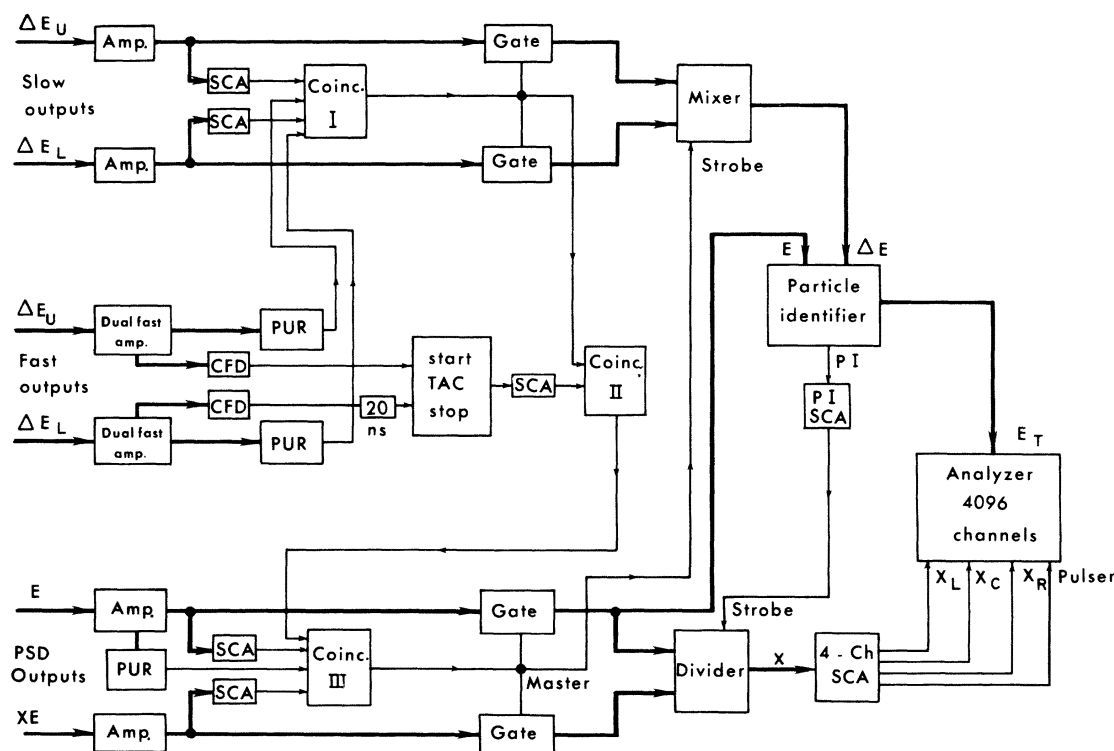 ΔE_U
Amp.
Gate
Slow
outputs
SCA
Coinc.
I
SCA
Mixer
ΔE_L
Amp.
Gate
Strobe
E
ΔE
Particle
identifier
ΔE_U
Dual fast
amp.
PUR
Fast
outputs
CFD
start
TAC
stop
SCA
Coinc.
II
CFD
20
ns
ΔE_L
Dual fast
amp.
PUR
PI
PI
SCA
E_T
Analyzer
4096
channels
X_L
X_C
X_R
Pulser
E
Amp.
Gate
Strobe
PSD
Outputs
PUR
SCA
Coinc.
III
SCA
Master
Divider
X
4 - Ch
SCA
XE
Amp.
Gate